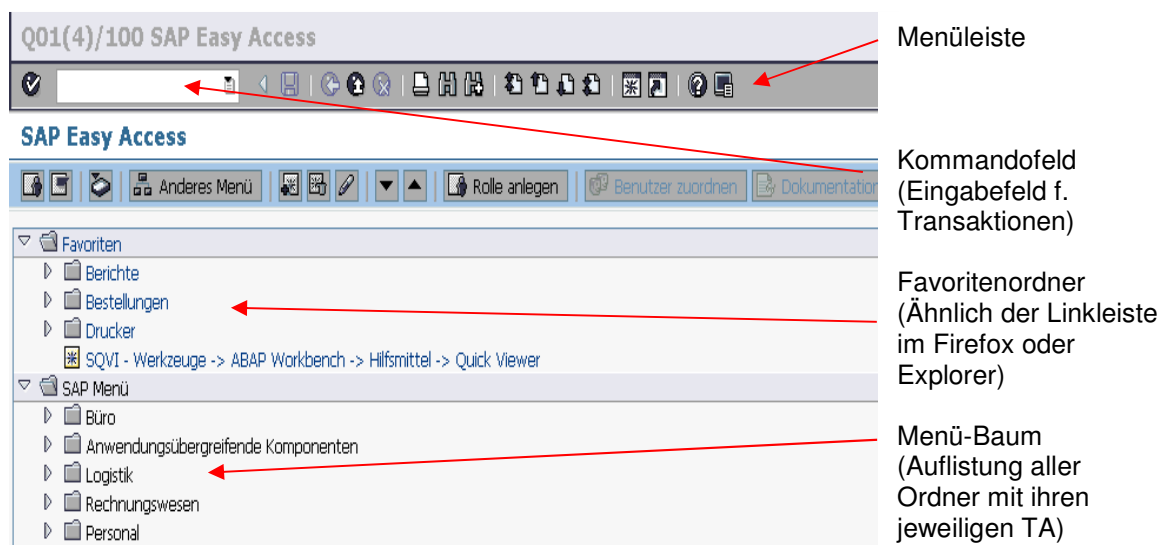 Q01(4)/100 SAP Easy Access
Menüleiste
SAP Easy Access
Kommandofeld
(Eingabefeld f.
Transaktionen)
Anderes Menü Rolle anlegen Benutzer zuordnen Dokumentation
Favoriten
Berichte
Bestellungen
Drucker
SQVI - Werkzeuge -> ABAP Workbench -> Hilfsmittel -> Quick Viewer
Favoritenordner
(Ähnlich der Linkleiste
im Firefox oder
Explorer)
SAP Menü
Büro
Anwendungsübergreifende Komponenten
Logistik
Rechnungswesen
Personal
Menü-Baum
(Auflistung aller
Ordner mit ihren
jeweiligen TA)